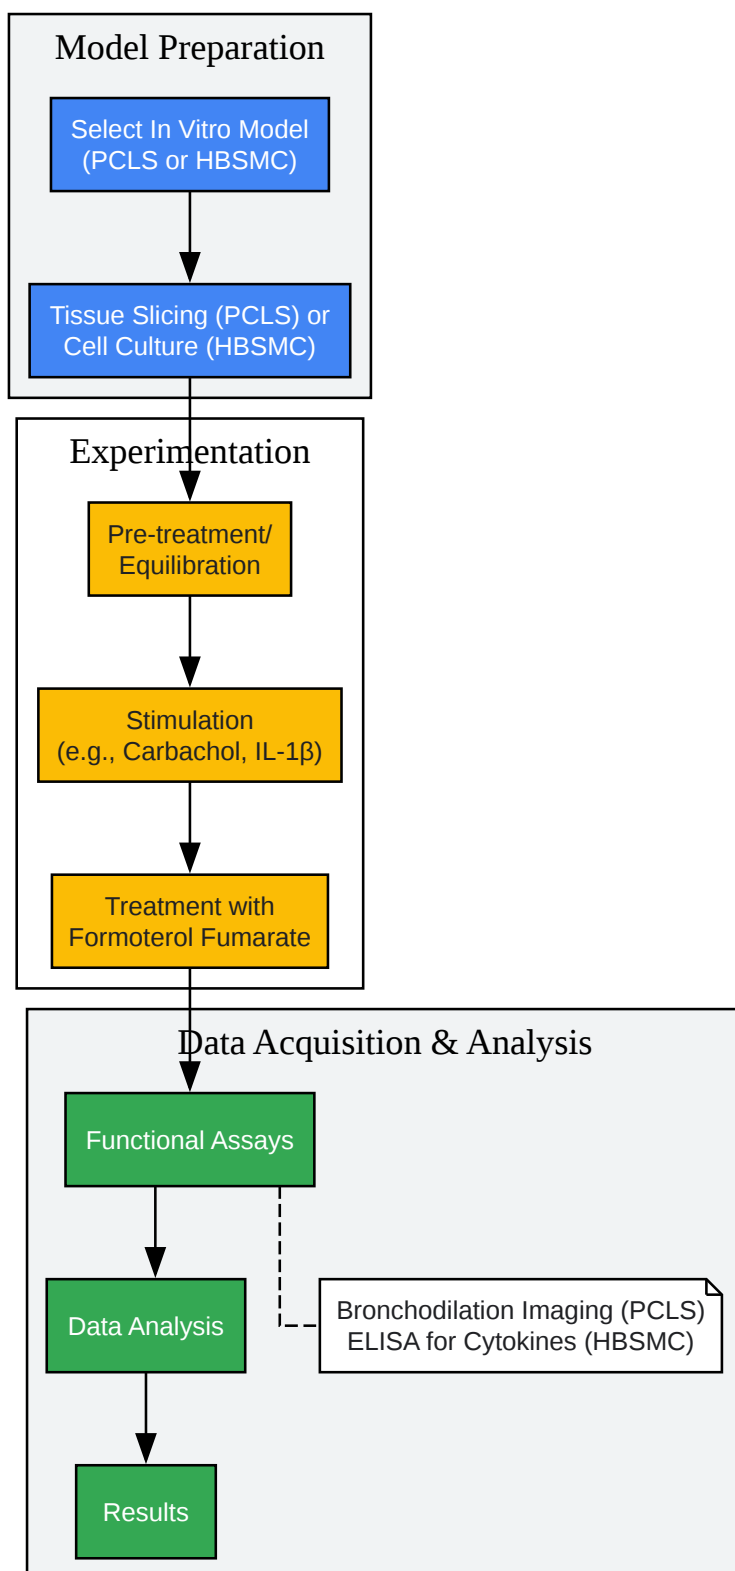 Model Preparation
Select In Vitro Model
(PCLS or HBSMC)
Tissue Slicing (PCLS) or
Cell Culture (HBSMC)
Experimentation
Pre-treatment/
Equilibration
Stimulation
(e.g., Carbachol, IL-1β)
Treatment with
Formoterol Fumarate
Data Acquisition & Analysis
Functional Assays
Bronchodilation Imaging (PCLS)
ELISA for Cytokines (HBSMC)
Data Analysis
Results